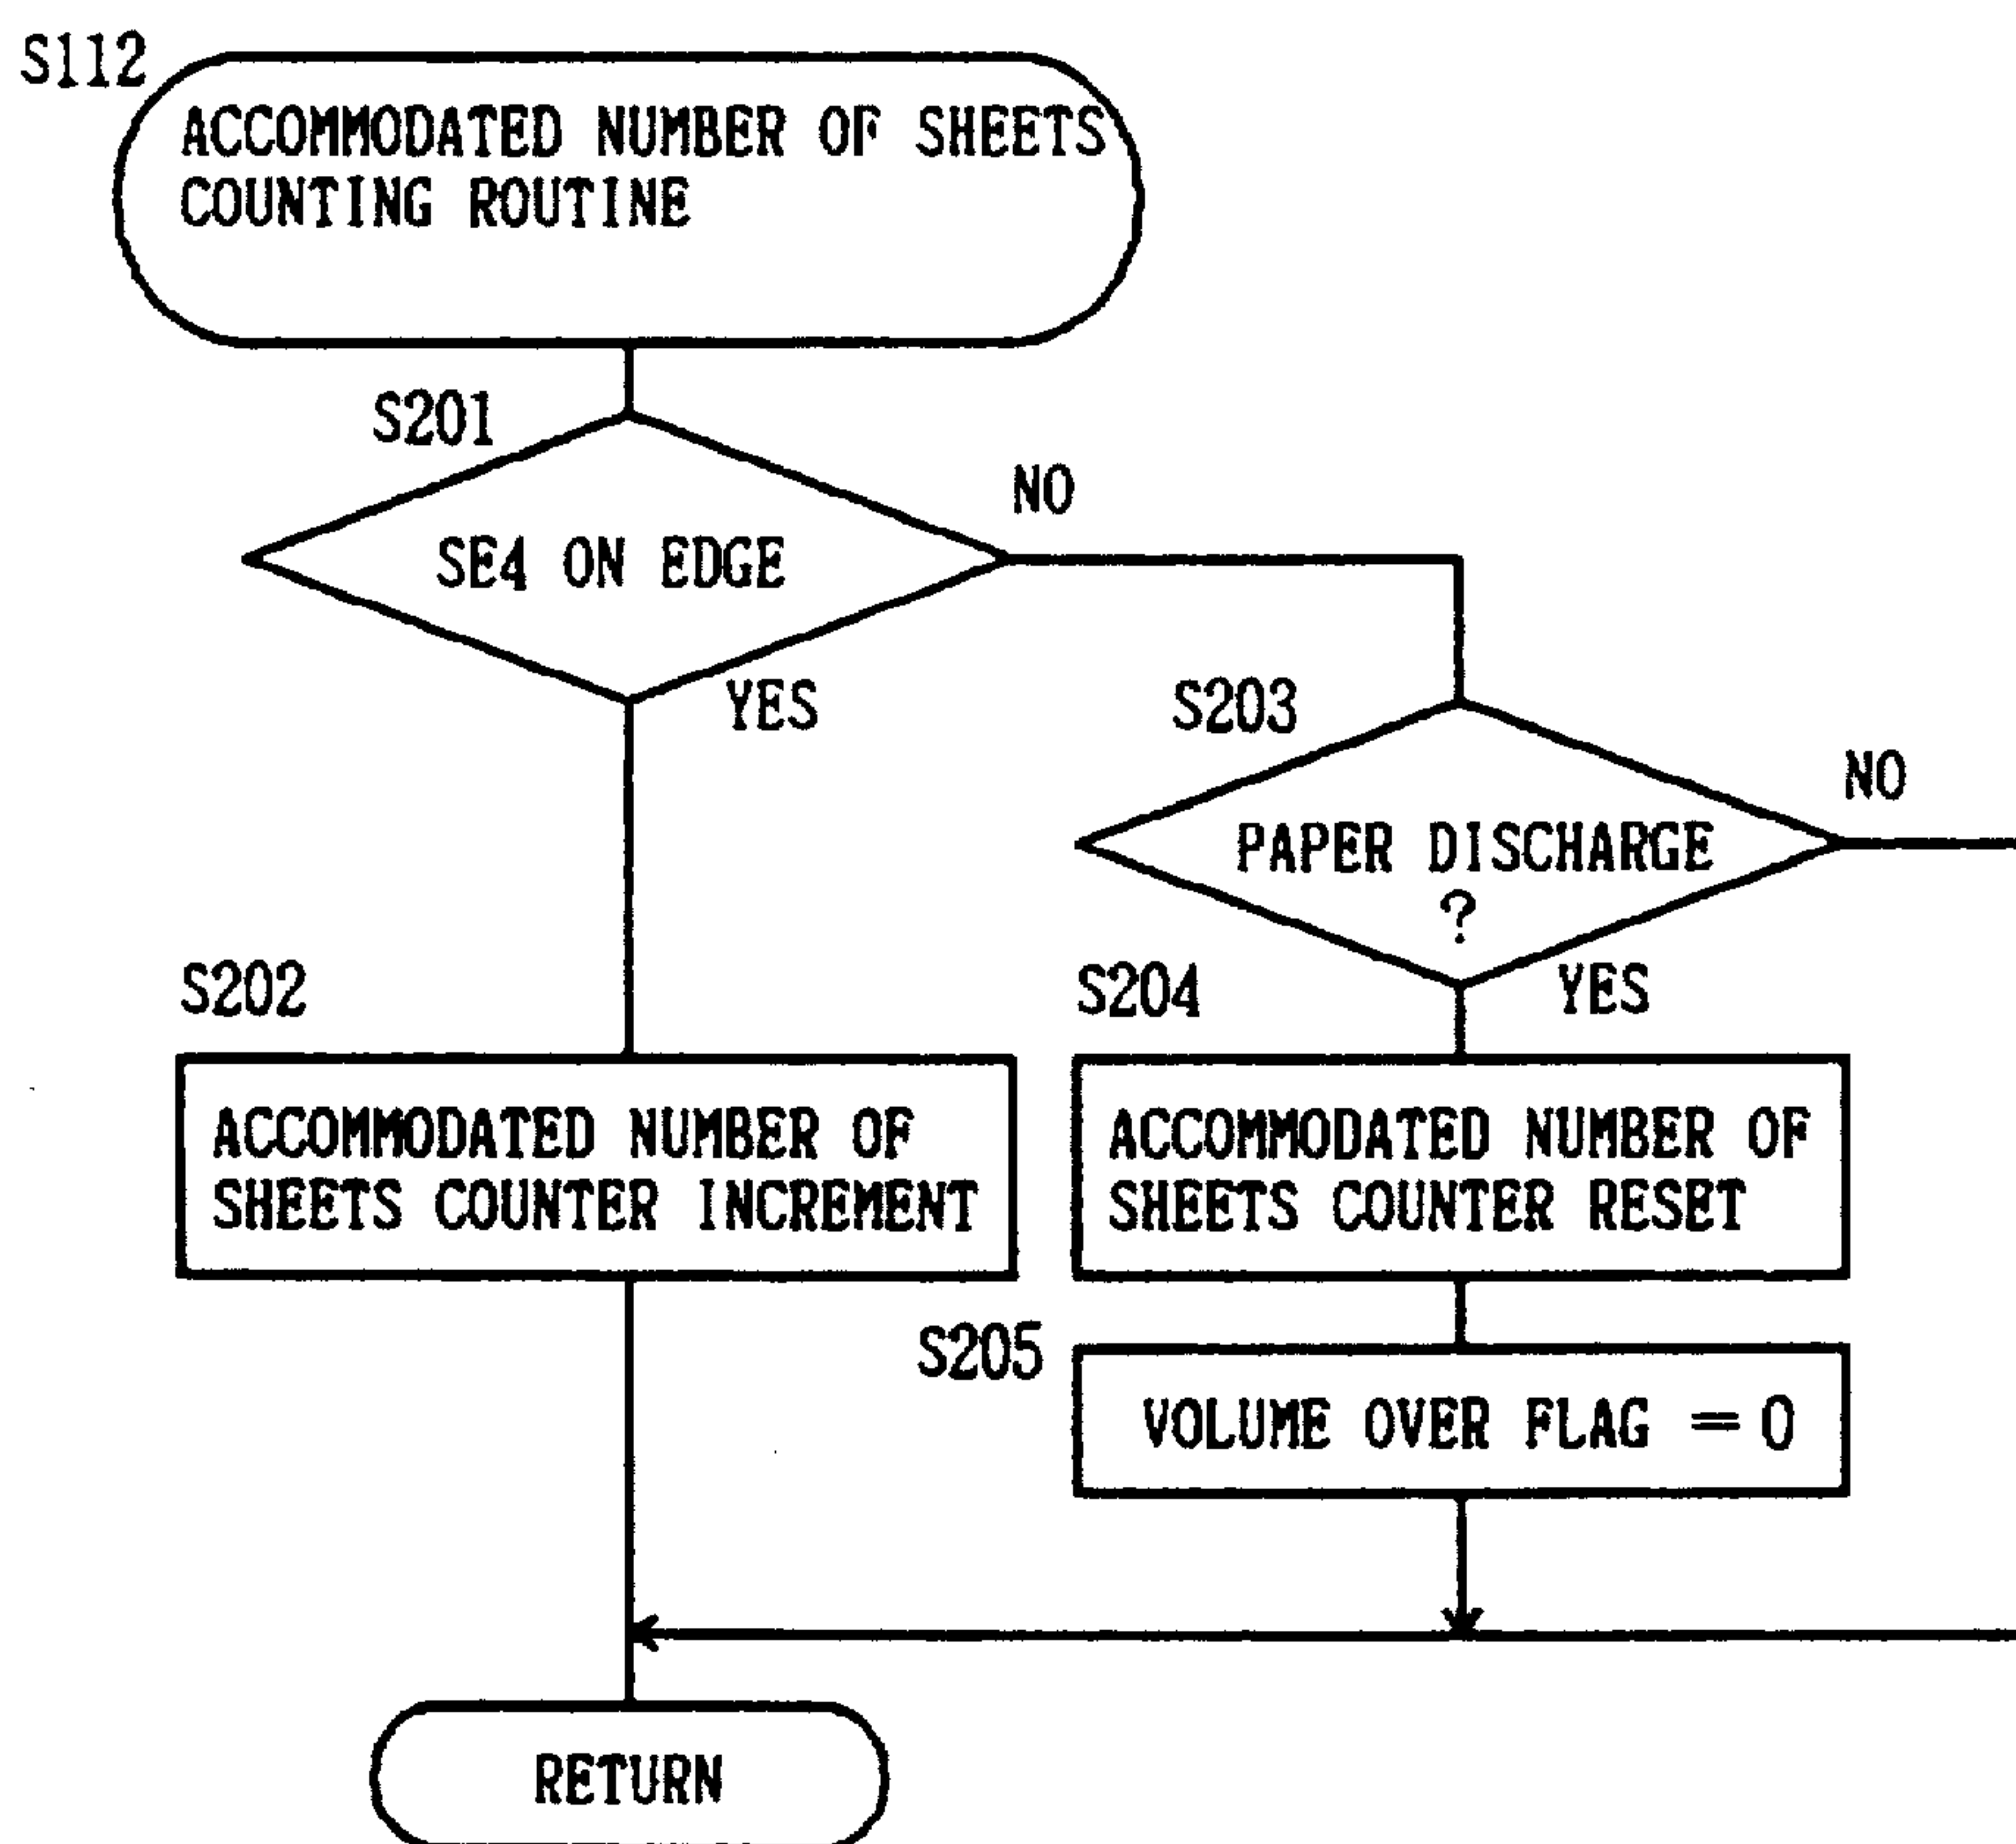 S112
ACCOMMODATED NUMBER OF SHEETS
COUNTING ROUTINE
S201
NO
SE4 ON EDGE
YES
S203
NO
PAPER DISCHARGE
?
YES
S202
ACCOMMODATED NUMBER OF
SHEETS COUNTER INCREMENT
S204
ACCOMMODATED NUMBER OF
SHEETS COUNTER RESET
S205
VOLUME OVER FLAG = 0
RETURN